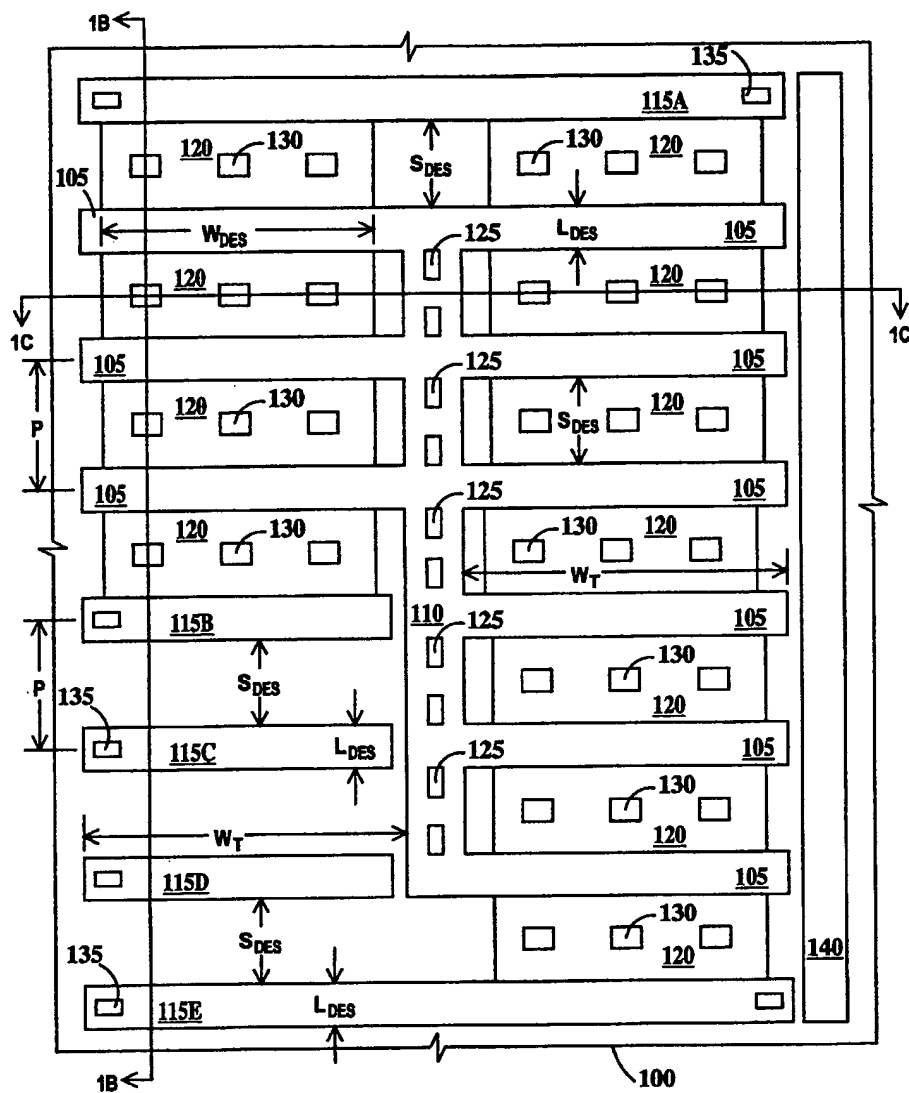 1B
135
115A
120 130 130 120
S_DES
105
W_DES L_DES 105
125
120 120
1C 1C
105 125 105
120 130 S_DES 120
P
105 125 105
120 130 130 120
W_T
115B 110 105
125 130
P S_DES 120
135
115C L_DES 125 105
130
W_T 120
115D 105
130
S_DES 120 140
135
115E L_DES
1B 100